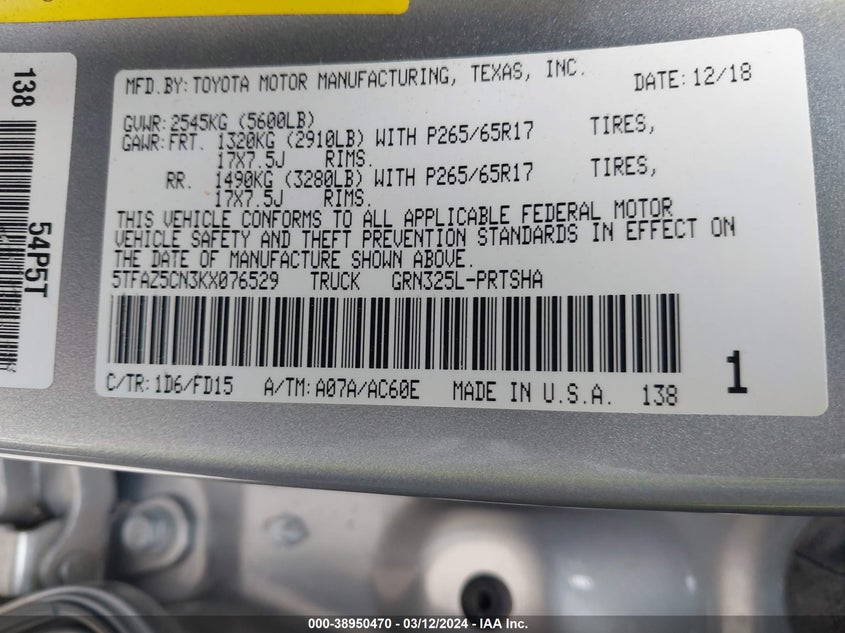 MFD.BY: TOYOTA MOTOR MANUFACTURING, TEXAS, INC. DATE: 12/18
GVWR: 2545KG (5600LB)
GAWR: FRT. 1320KG (2910LB) WITH P265/65R17 TIRES,
17X7.5J RIMS.
RR. 1490KG (3280LB) WITH P265/65R17 TIRES,
17X7.5J RIMS.
THIS VEHICLE CONFORMS TO ALL APPLICABLE FEDERAL MOTOR
VEHICLE SAFETY AND THEFT PREVENTION STANDARDS IN EFFECT ON
THE DATE OF MANUFACTURE SHOWN ABOVE.
5TFAZ5CN3KX076529 TRUCK GRN325L-PRTSHA
1
C/TR: 1D6/FD15 A/TM: A07A/AC60E MADE IN U.S.A. 138
138
54P5T
000-38950470 - 03/12/2024 - IAA Inc.